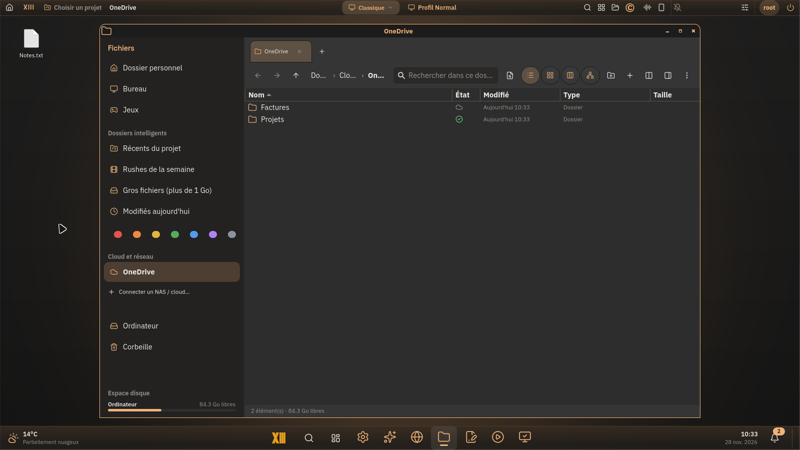 XIII Choisir un projet OneDrive Classique Profil Normal root
Notes.txt
OneDrive
Fichiers
Dossier personnel
Bureau
Jeux
Dossiers intelligents
Récents du projet
Rushes de la semaine
Gros fichiers (plus de 1 Go)
Modifiés aujourd'hui
Cloud et réseau
OneDrive
Connecter un NAS / cloud...
Ordinateur
Corbeille
Espace disque
Ordinateur 84.3 Go libres
OneDrive
Do... Clo... On... Rechercher dans ce dos...
Nom État Modifié Type Taille
Factures Aujourd'hui 10:33 Dossier
Projets Aujourd'hui 10:33 Dossier
2 élément(s) · 84.3 Go libres
14°C
Partiellement nuageux
XIII
10:33
28 nov. 2026
2